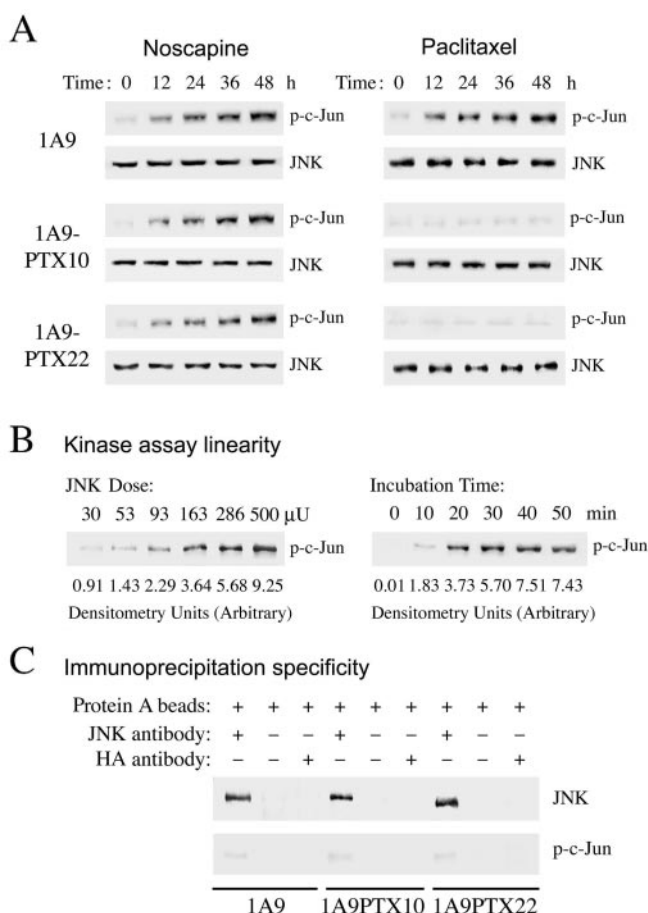 A
Noscapine Paclitaxel
Time: 0 12 24 36 48 h Time: 0 12 24 36 48 h
1A9 p-c-Jun p-c-Jun
JNK JNK
1A9-
PTX10 p-c-Jun p-c-Jun
JNK JNK
1A9-
PTX22 p-c-Jun p-c-Jun
JNK JNK
B Kinase assay linearity
JNK Dose: Incubation Time:
30 53 93 163 286 500 μU 0 10 20 30 40 50 min
p-c-Jun p-c-Jun
0.91 1.43 2.29 3.64 5.68 9.25 0.01 1.83 3.73 5.70 7.51 7.43
Densitometry Units (Arbitrary) Densitometry Units (Arbitrary)
C Immunoprecipitation specificity
Protein A beads: + + + + + + + + +
JNK antibody: + – – + – – + – –
HA antibody: – – + – – + – – +
JNK
p-c-Jun
1A9 1A9PTX10 1A9PTX22